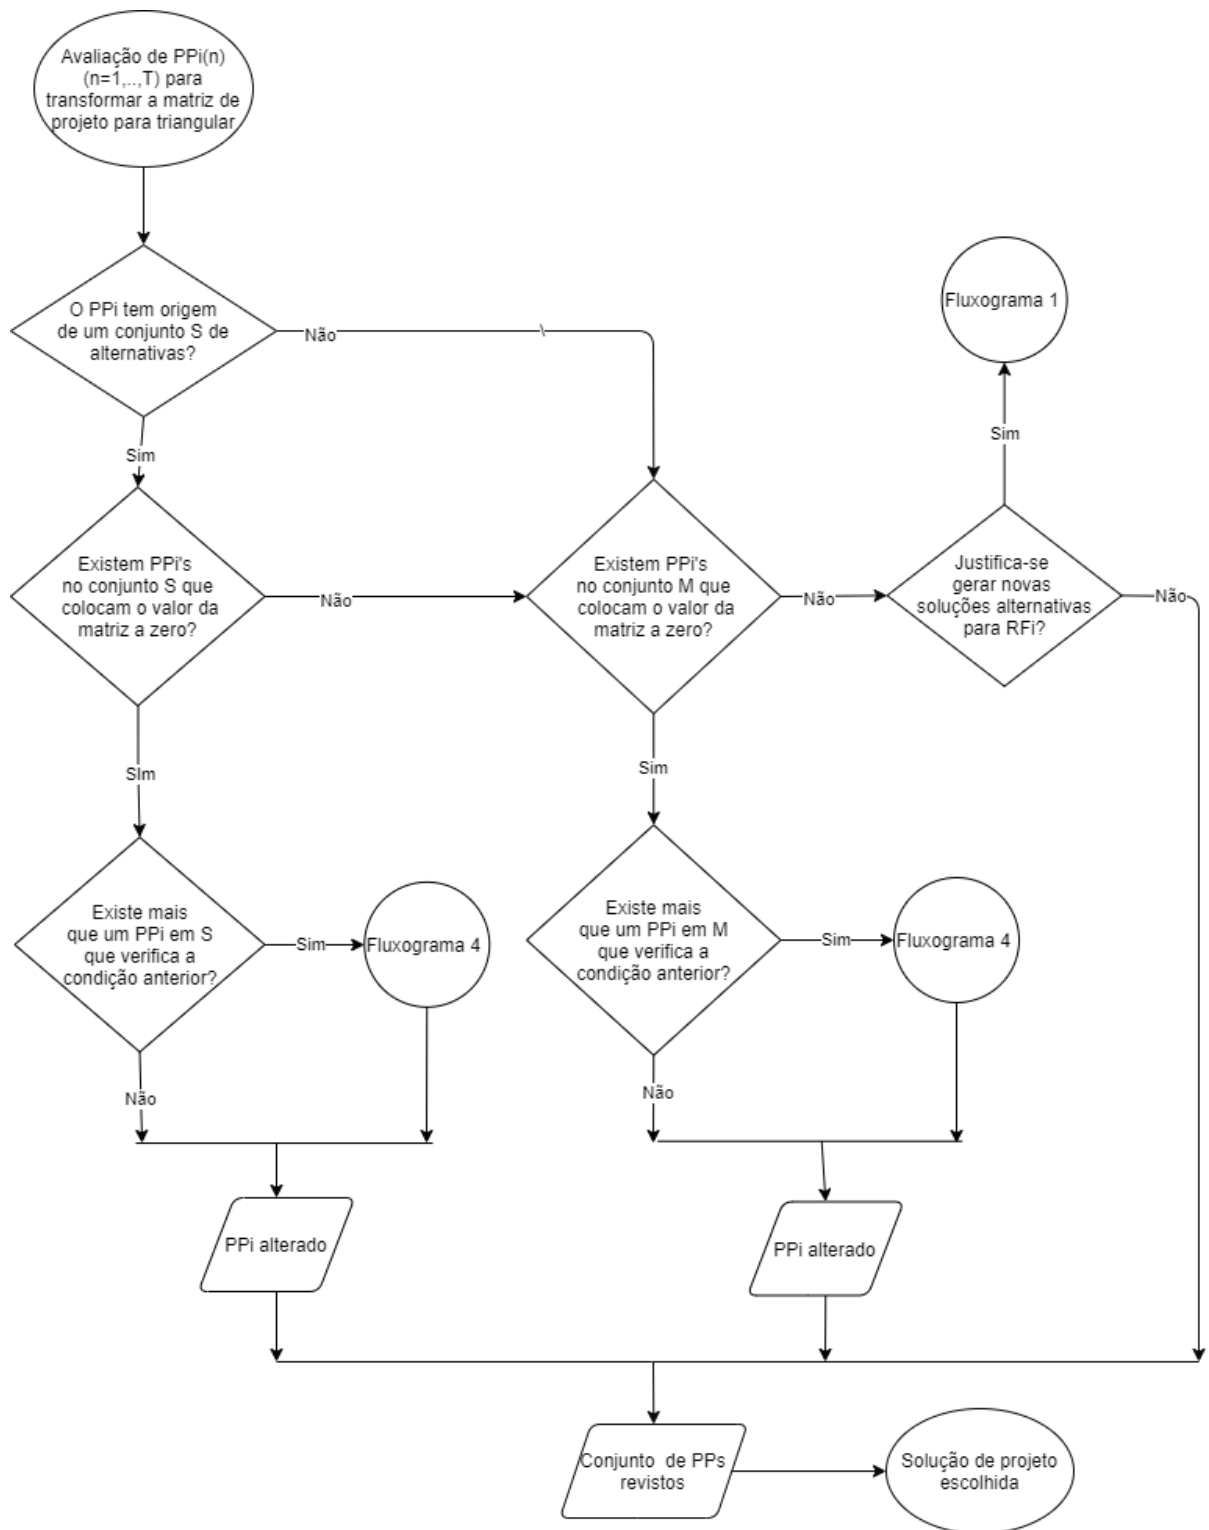 Avaliação de PPi(n)
(n=1,..,T) para
transformar a matriz de
projeto para triangular
O PPi tem origem
de um conjunto S de
alternativas?
Não
Fluxograma 1
Sim
Sim
Existem PPi's
no conjunto S que
colocam o valor da
matriz a zero?
Não
Existem PPi's
no conjunto M que
colocam o valor da
matriz a zero?
Não
Justifica-se
gerar novas
soluções alternativas
para RFi?
Não
SIm
Sim
Existe mais
que um PPi em S
que verifica a
condição anterior?
Sim
Fluxograma 4
Existe mais
que um PPi em M
que verifica a
condição anterior?
Sim
Fluxograma 4
Não
Não
PPi alterado
PPi alterado
Conjunto de PPs
revistos
Solução de projeto
escolhida